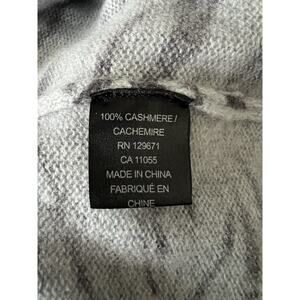 100% CASHMERE /
CACHEMIRE
RN 129671
CA 11055
MADE IN CHINA
FABRIQUÉ EN
CHINE